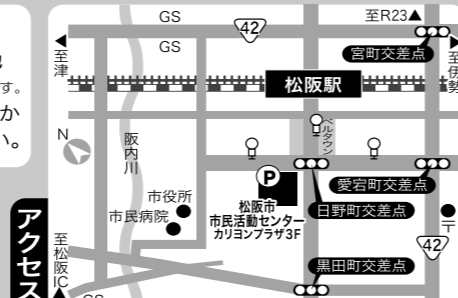 す。
か
い。
アクセス
GS
42
至R23▲
GS
◀
至津
宮町交差点
▶
至伊勢
松阪駅
N
阪内川
ベルタウン
P
愛宕町交差点
市役所
市民病院
松阪市
市民活動センター
カリヨンプラザ3F
日野町交差点
〒
42
至松阪IC
黒田町交差点
GS